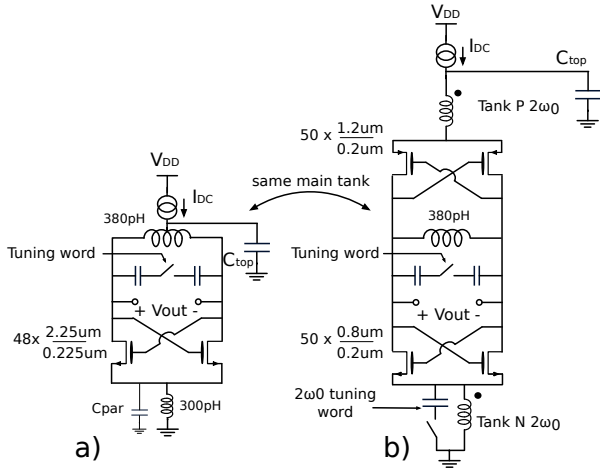 VDD
IDC
Ctop
Tank P 2ω0
50 x 1.2um
0.2um
VDD
IDC
same main tank
380pH
Ctop
380pH
Tuning word
Tuning word
+ Vout -
+ Vout -
48x 2.25um
0.225um
50 x 0.8um
0.2um
2ω0 tuning
word
Cpar
300pH
Tank N 2ω0
a)
b)